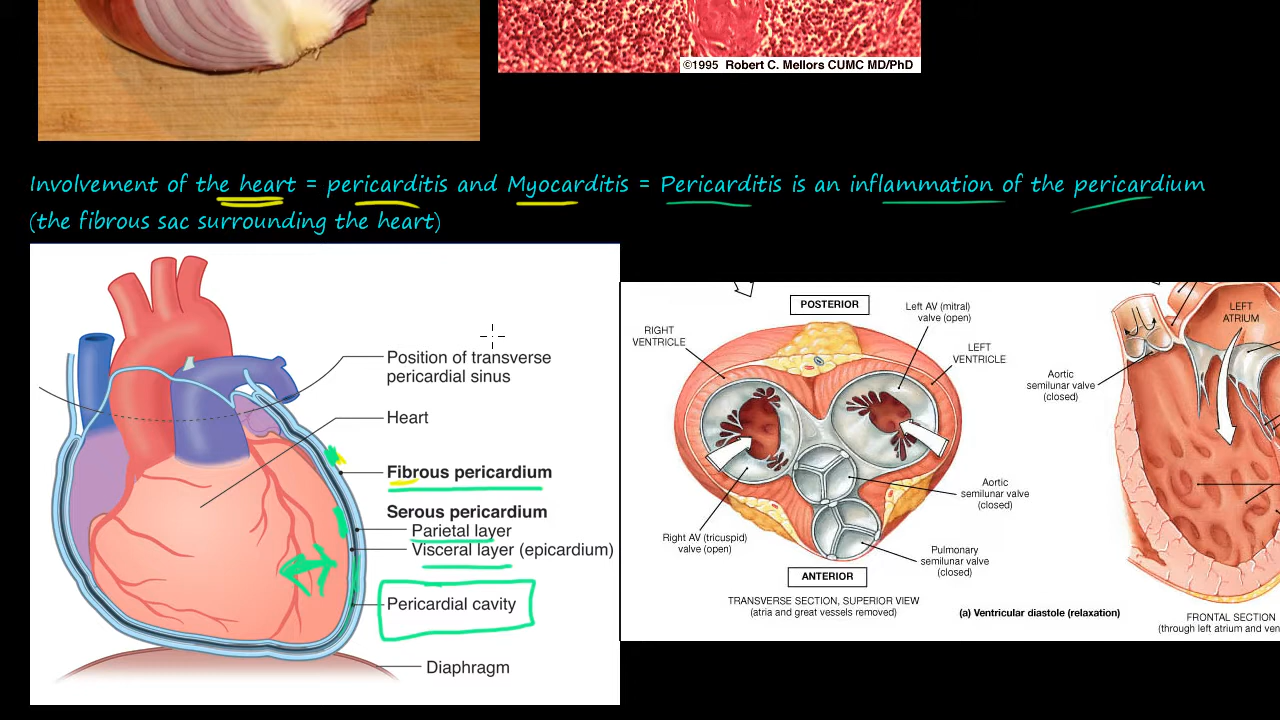 ©1995 Robert C. Mellors CUMC MD/PhD
Involvement of the heart = pericarditis and Myocarditis = Pericarditis is an inflammation of the pericardium
(the fibrous sac surrounding the heart)
Position of transverse
pericardial sinus
Heart
Fibrous pericardium
Serous pericardium
Parietal layer
Visceral layer (epicardium)
Pericardial cavity
Diaphragm
POSTERIOR
Left AV (mitral)
valve (open)
RIGHT
VENTRICLE
LEFT
VENTRICLE
Aortic
semilunar valve
(closed)
Right AV (tricuspid)
valve (open)
Pulmonary
semilunar valve
(closed)
ANTERIOR
TRANSVERSE SECTION, SUPERIOR VIEW
(atria and great vessels removed)
(a) Ventricular diastole (relaxation)
LEFT
ATRIUM
Aortic
semilunar valve
(closed)
FRONTAL SECTION
(through left atrium and